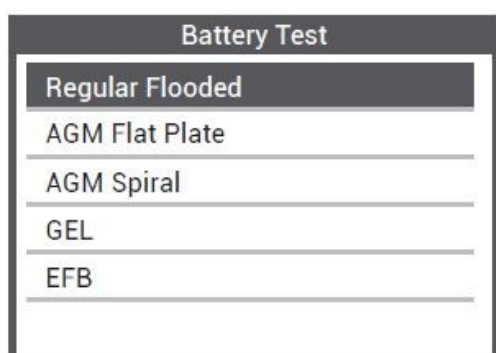 Battery Test
Regular Flooded
AGM Flat Plate
AGM Spiral
GEL
EFB